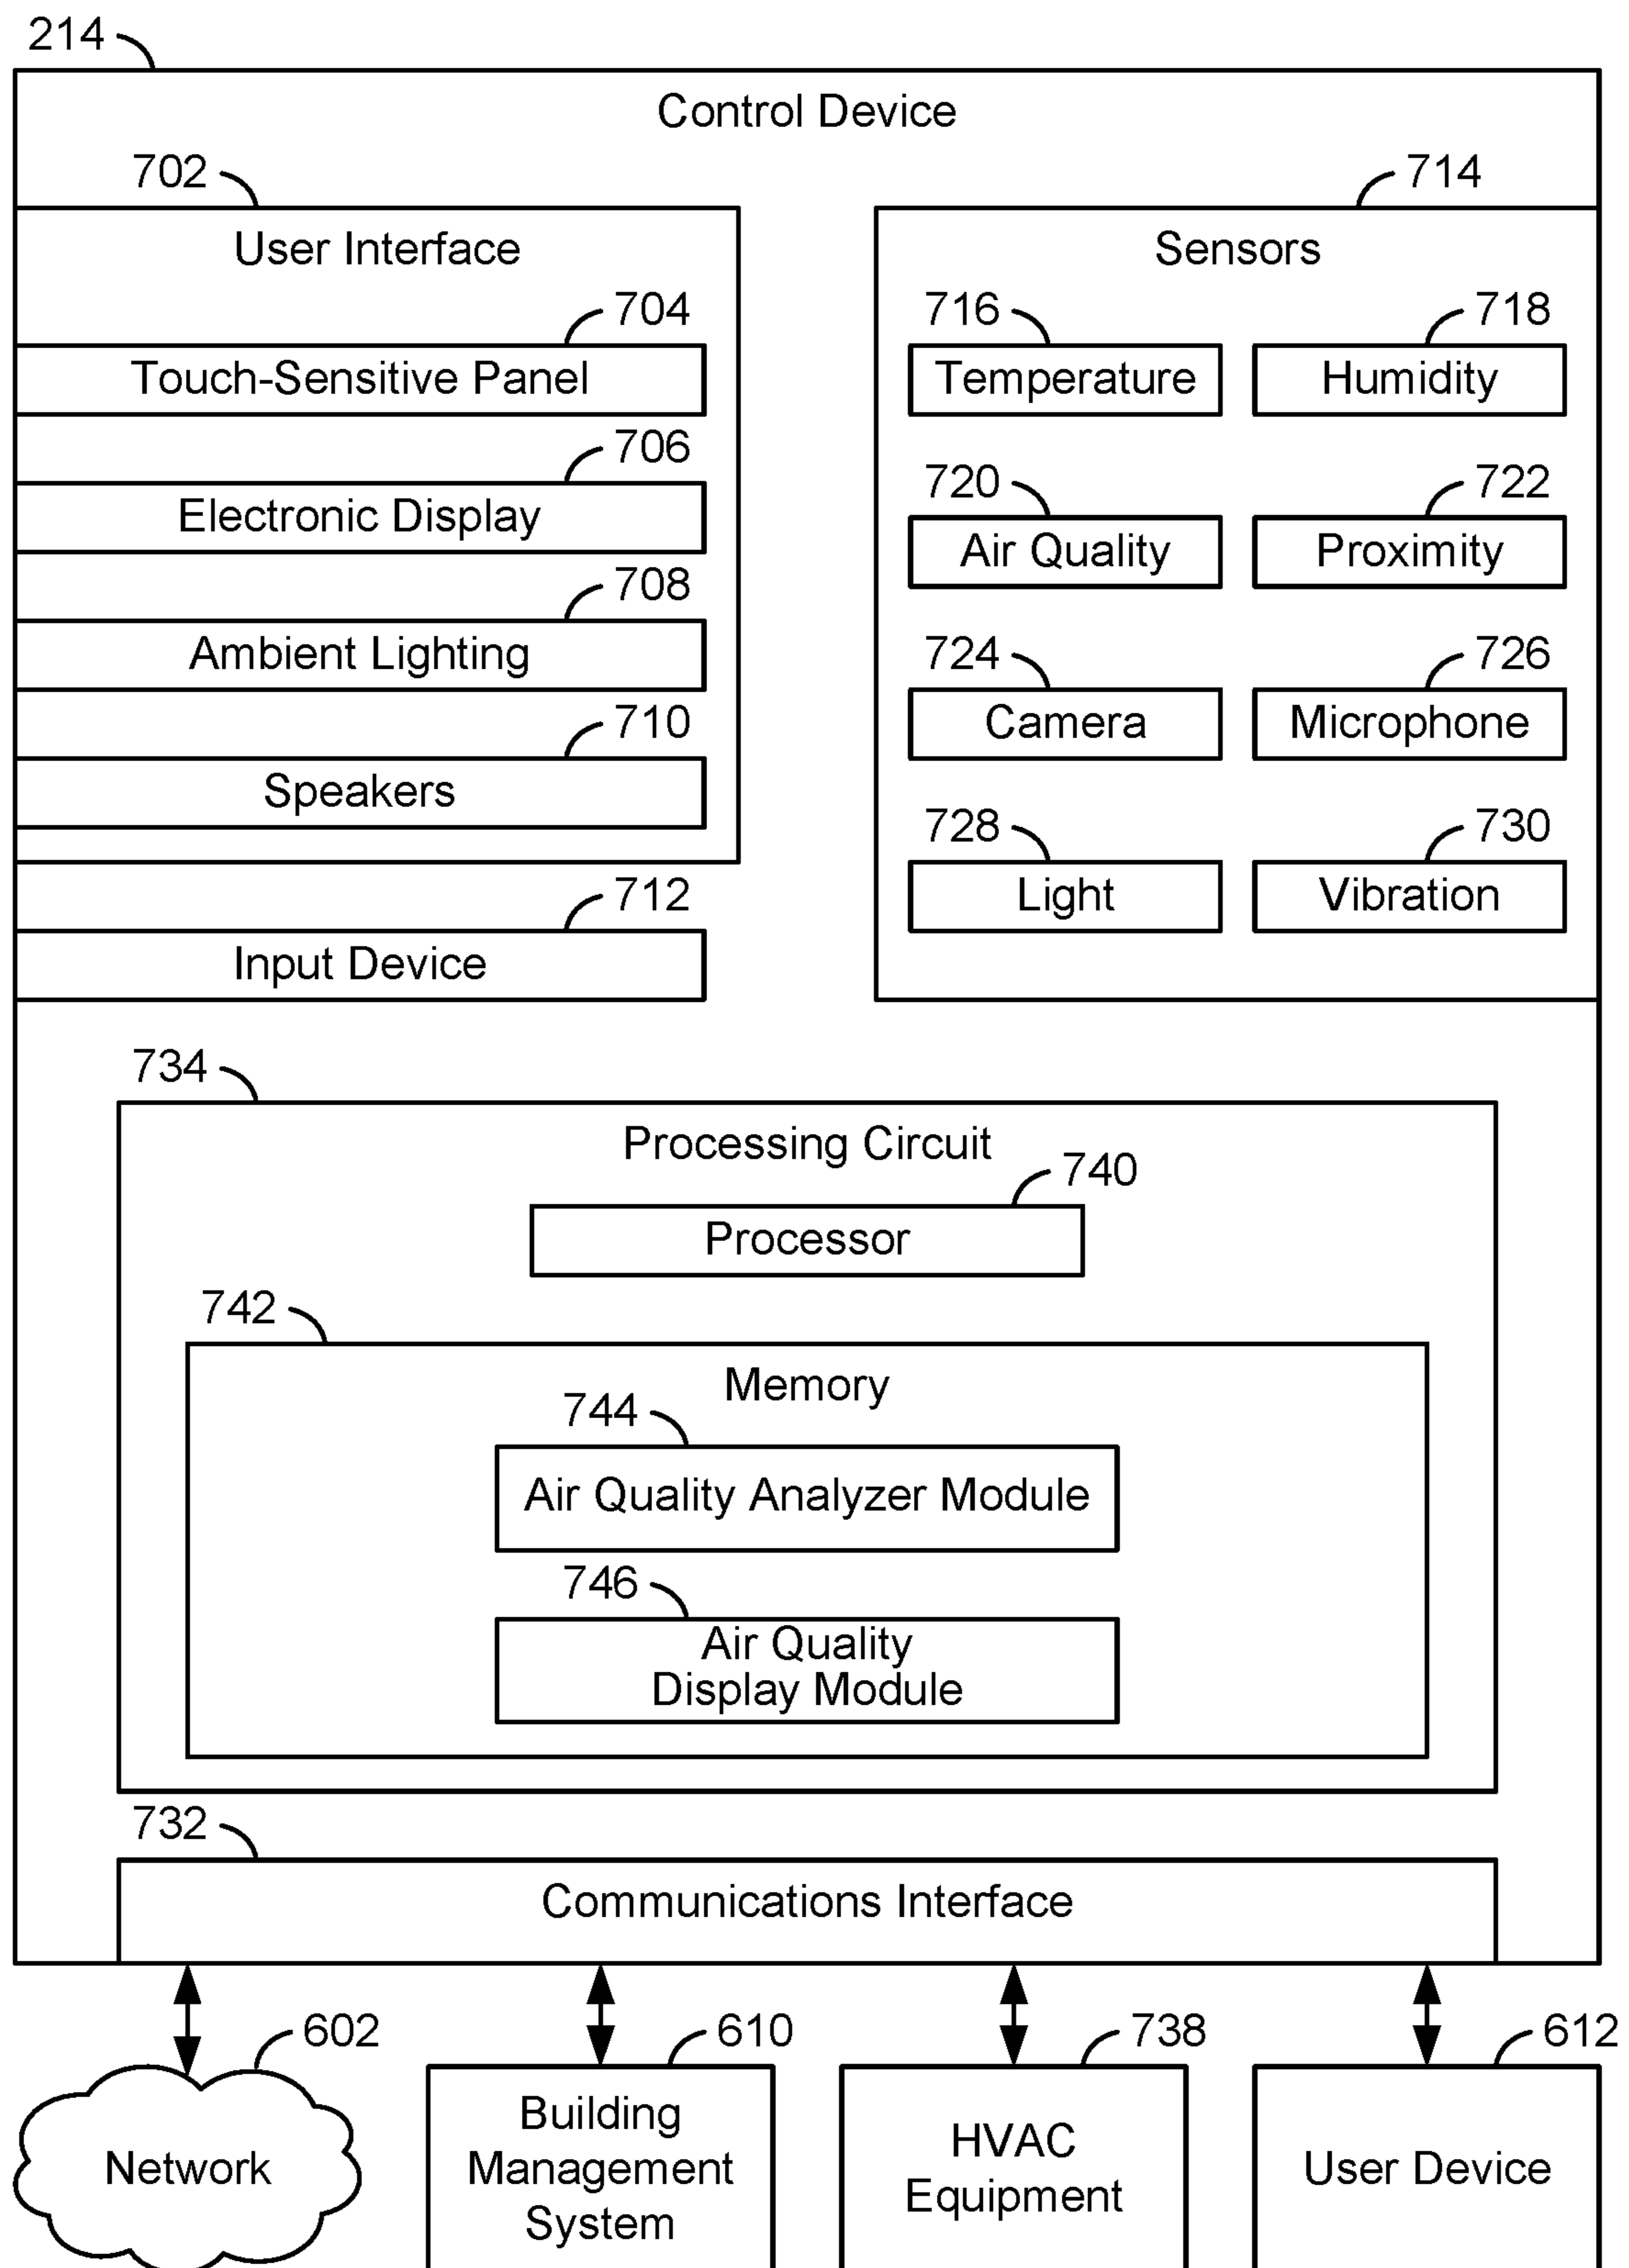 214
Control Device
702
User Interface
704
Touch-Sensitive Panel
706
Electronic Display
708
Ambient Lighting
710
Speakers
712
Input Device
714
Sensors
716
Temperature
718
Humidity
720
Air Quality
722
Proximity
724
Camera
726
Microphone
728
Light
730
Vibration
734
Processing Circuit
740
Processor
742
Memory
744
Air Quality Analyzer Module
746
Air Quality
Display Module
732
Communications Interface
602
Network
610
Building
Management
System
738
HVAC
Equipment
612
User Device